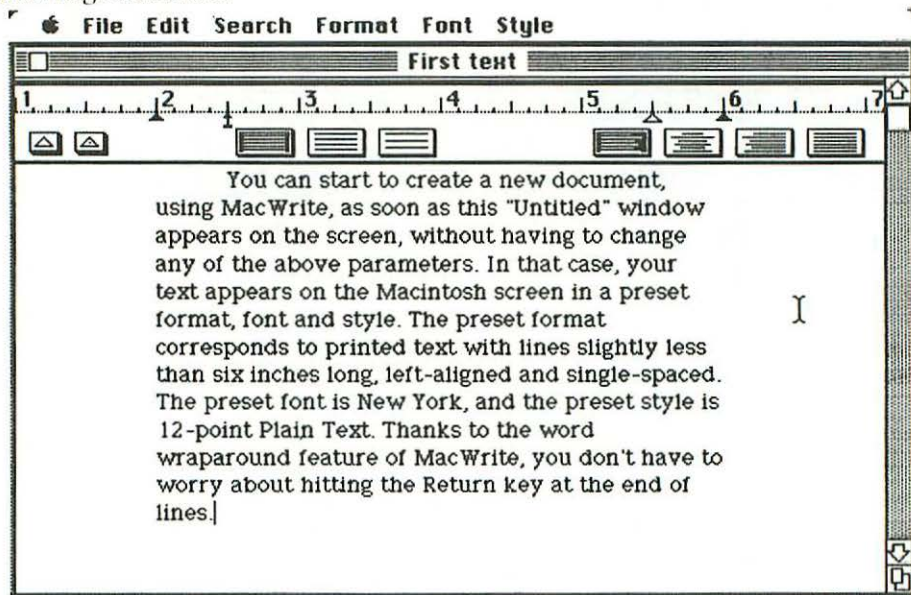 File Edit Search Format Font Style
First text
1 2 3 4 5 6 7
You can start to create a new document,
using MacWrite, as soon as this "Untitled" window
appears on the screen, without having to change
any of the above parameters. In that case, your
text appears on the Macintosh screen in a preset
format, font and style. The preset format
corresponds to printed text with lines slightly less
than six inches long, left-aligned and single-spaced.
The preset font is New York, and the preset style is
12-point Plain Text. Thanks to the word
wraparound feature of MacWrite, you don't have to
worry about hitting the Return key at the end of
lines.